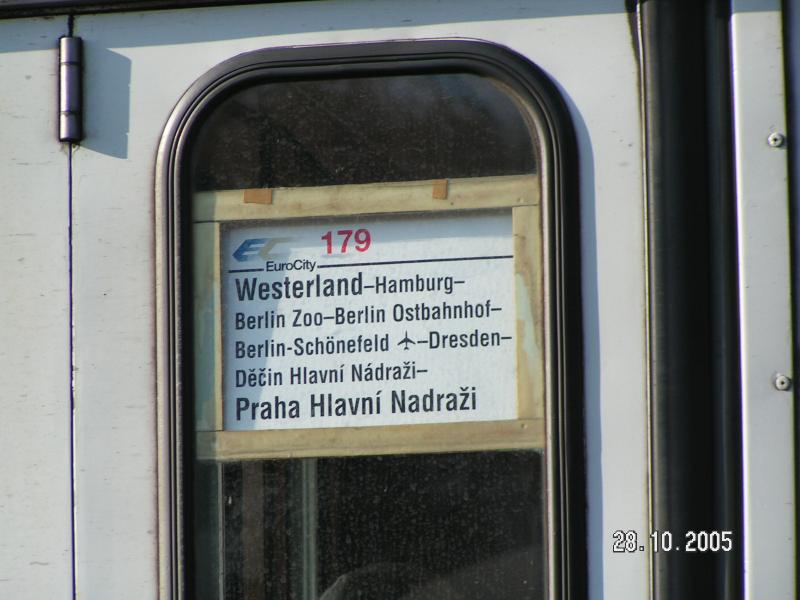 EC 179
EuroCity
Westerland–Hamburg–
Berlin Zoo–Berlin Ostbahnhof–
Berlin-Schönefeld ✈–Dresden–
Děčín Hlavní Nádraži–
Praha Hlavní Nadraži
28.10.2005